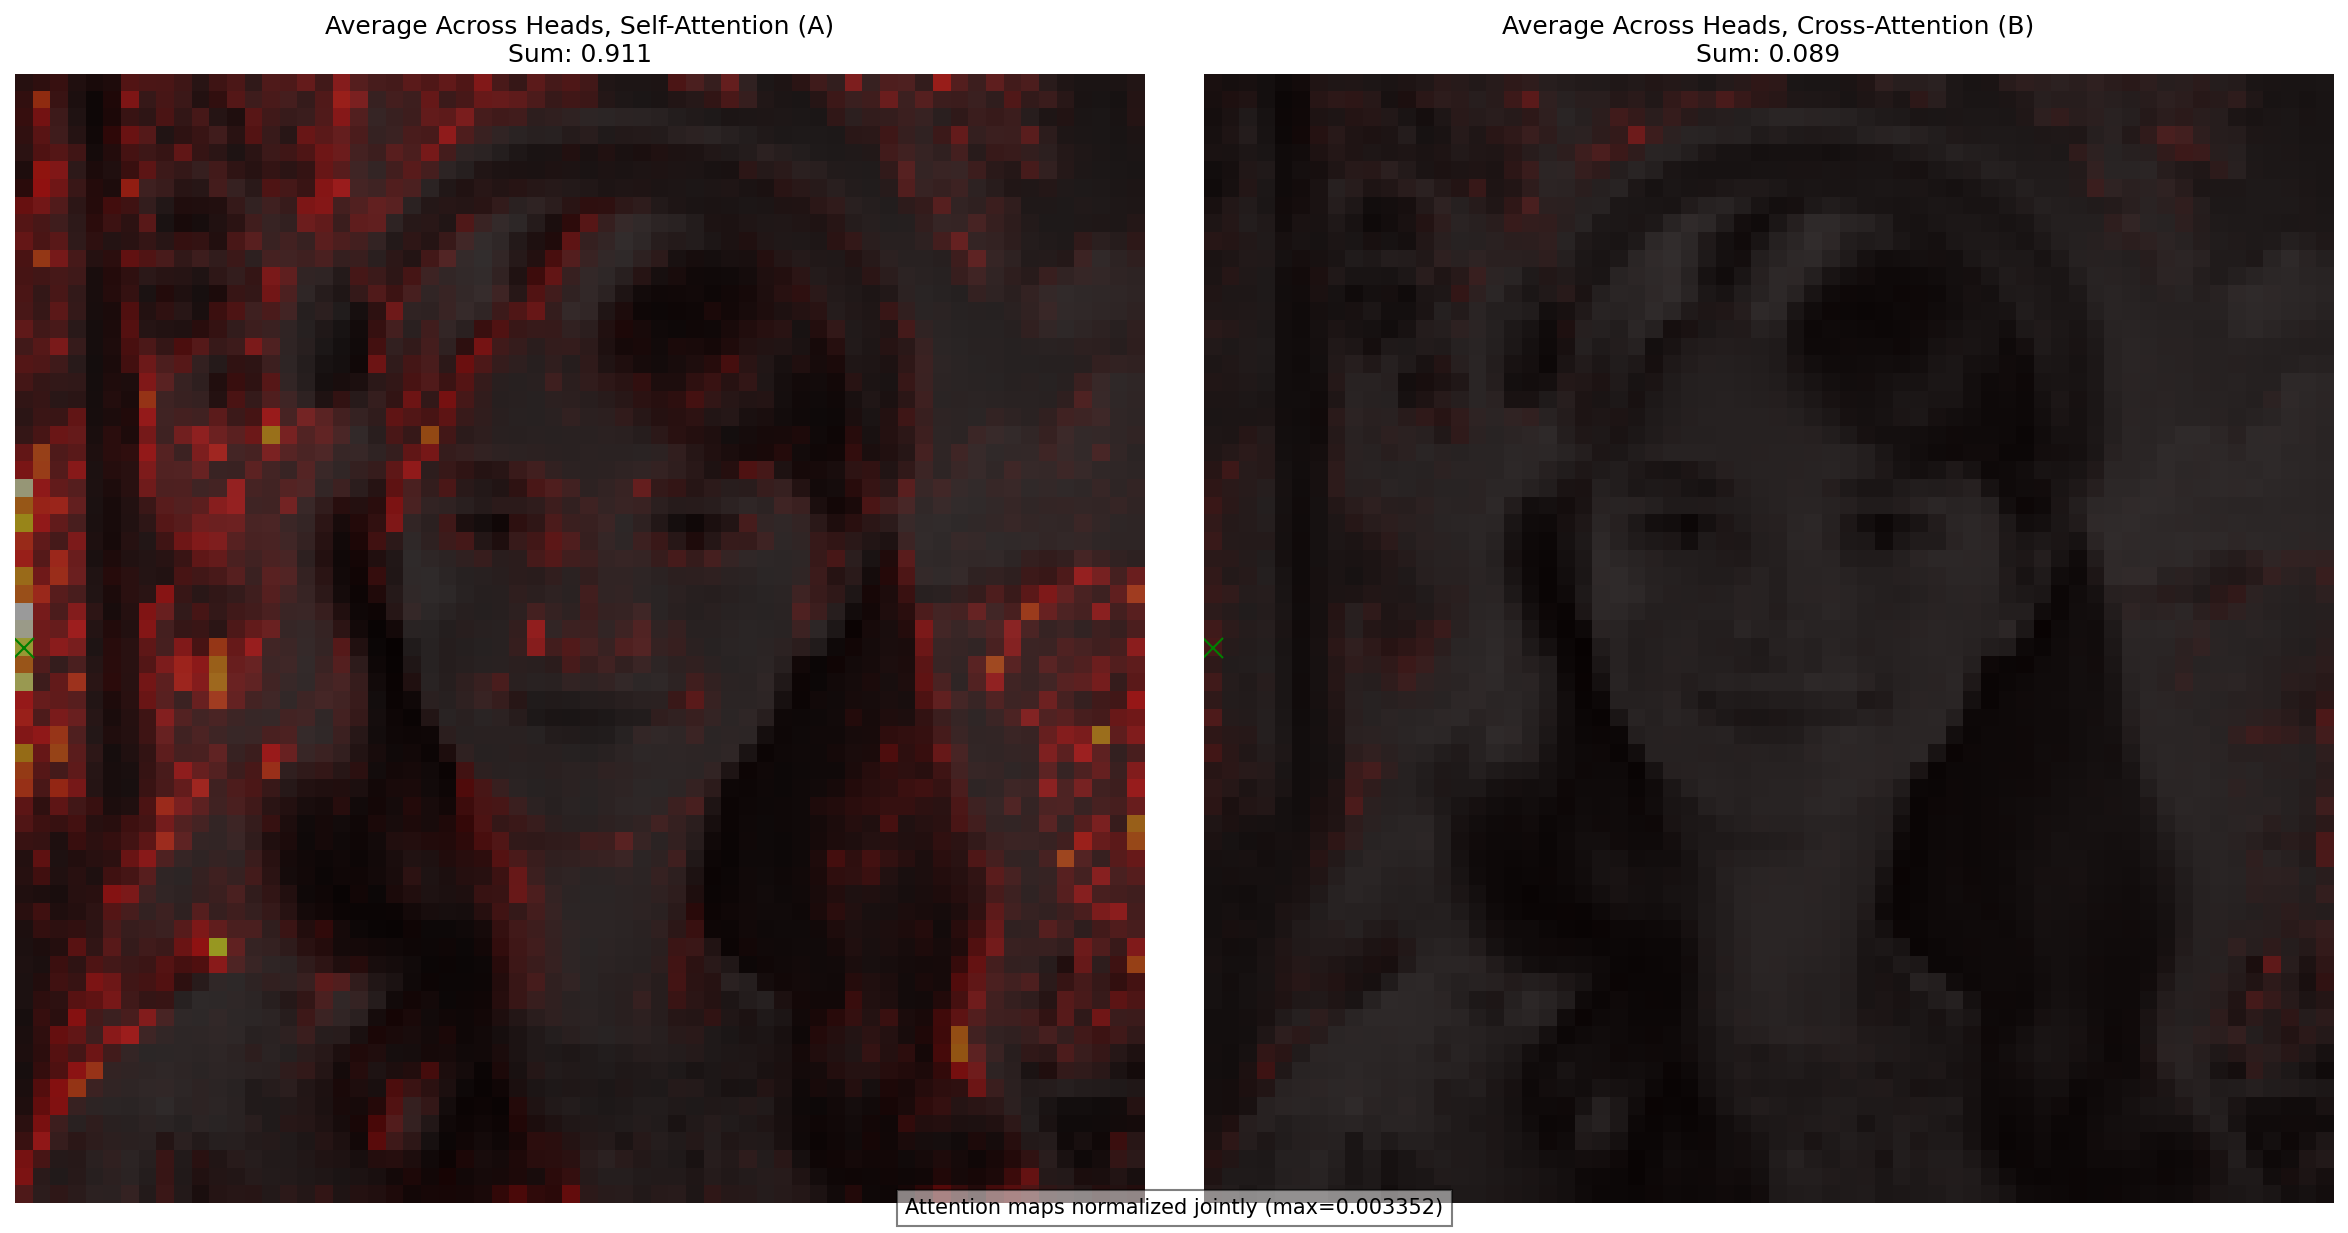 Average Across Heads, Self-Attention (A)
Sum: 0.911
Average Across Heads, Cross-Attention (B)
Sum: 0.089
Attention maps normalized jointly (max=0.003352)